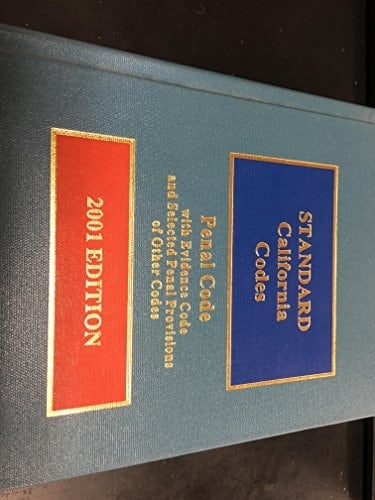 STANDARD
California
Codes
Penal Code
with Evidence Code
and Selected Penal Provisions
of Other Codes
2001 EDITION